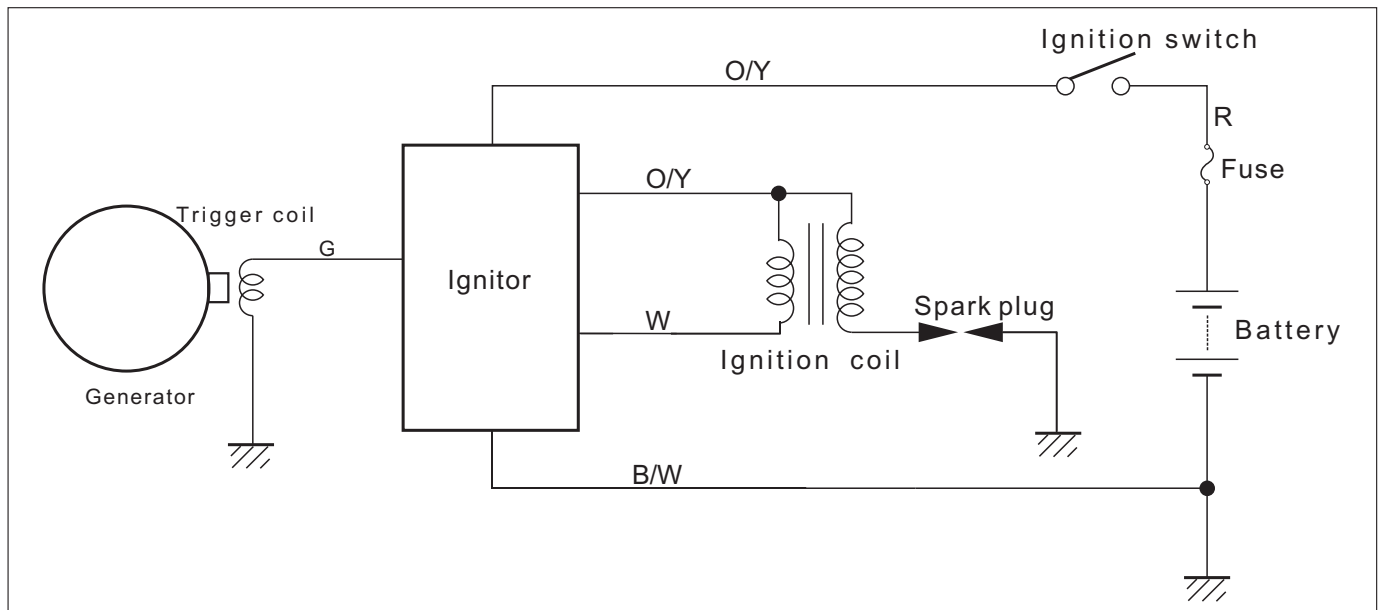 Ignition switch
O/Y
R
Fuse
O/Y
Trigger coil
G
Ignitor
Spark plug
W
Ignition coil
Battery
Generator
B/W